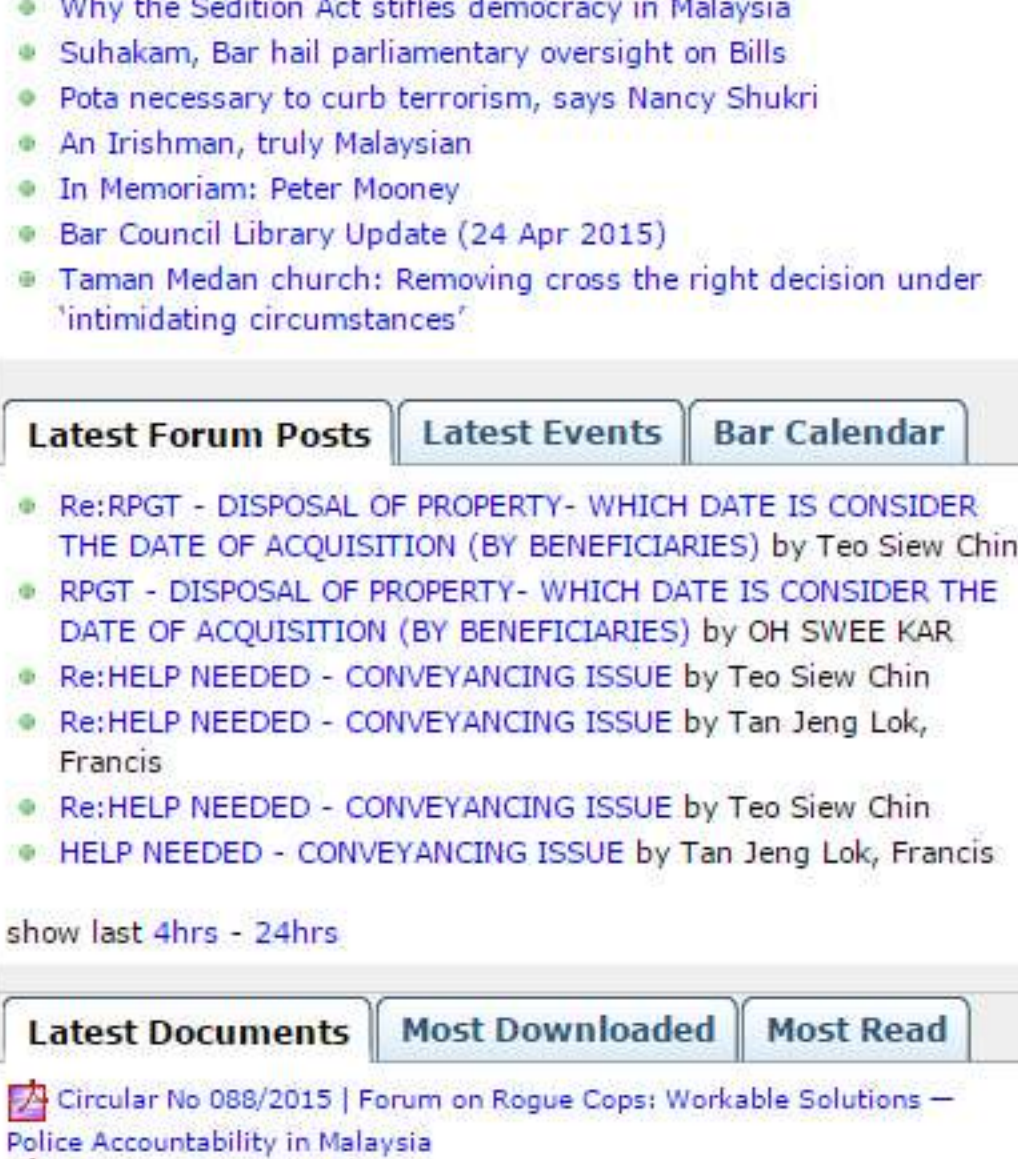 Why the Sedition Act stifles democracy in Malaysia
Suhakam, Bar hail parliamentary oversight on Bills
Pota necessary to curb terrorism, says Nancy Shukri
An Irishman, truly Malaysian
In Memoriam: Peter Mooney
Bar Council Library Update (24 Apr 2015)
Taman Medan church: Removing cross the right decision under
‘intimidating circumstances’
Latest Forum Posts Latest Events Bar Calendar
Re:RPGT - DISPOSAL OF PROPERTY- WHICH DATE IS CONSIDER
THE DATE OF ACQUISITION (BY BENEFICIARIES) by Teo Siew Chin
RPGT - DISPOSAL OF PROPERTY- WHICH DATE IS CONSIDER THE
DATE OF ACQUISITION (BY BENEFICIARIES) by OH SWEE KAR
Re:HELP NEEDED - CONVEYANCING ISSUE by Teo Siew Chin
Re:HELP NEEDED - CONVEYANCING ISSUE by Tan Jeng Lok,
Francis
Re:HELP NEEDED - CONVEYANCING ISSUE by Teo Siew Chin
HELP NEEDED - CONVEYANCING ISSUE by Tan Jeng Lok, Francis
show last 4hrs - 24hrs
Latest Documents Most Downloaded Most Read
Circular No 088/2015 | Forum on Rogue Cops: Workable Solutions —
Police Accountability in Malaysia